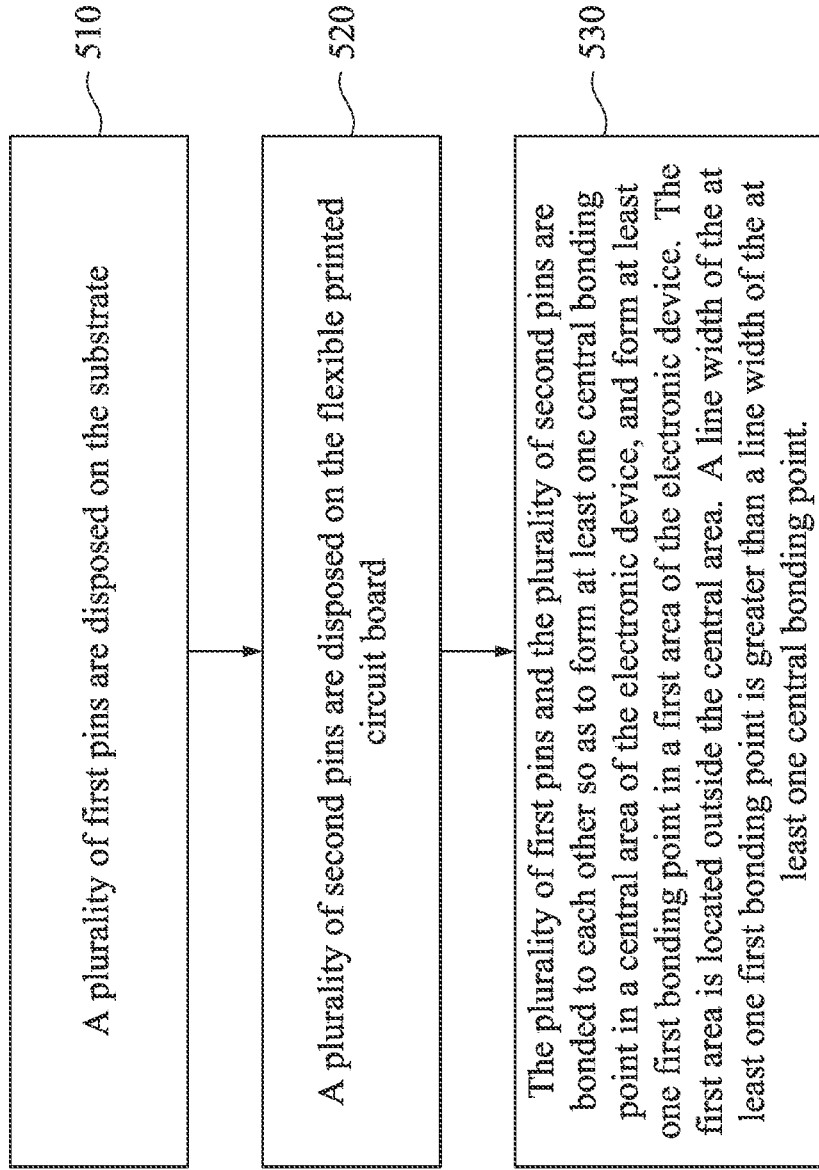 A plurality of first pins are disposed on the substrate
510
A plurality of second pins are disposed on the flexible printed
circuit board
520
The plurality of first pins and the plurality of second pins are
bonded to each other so as to form at least one central bonding
point in a central area of the electronic device, and form at least
one first bonding point in a first area of the electronic device. The
first area is located outside the central area. A line width of the at
least one first bonding point is greater than a line width of the at
least one central bonding point.
530